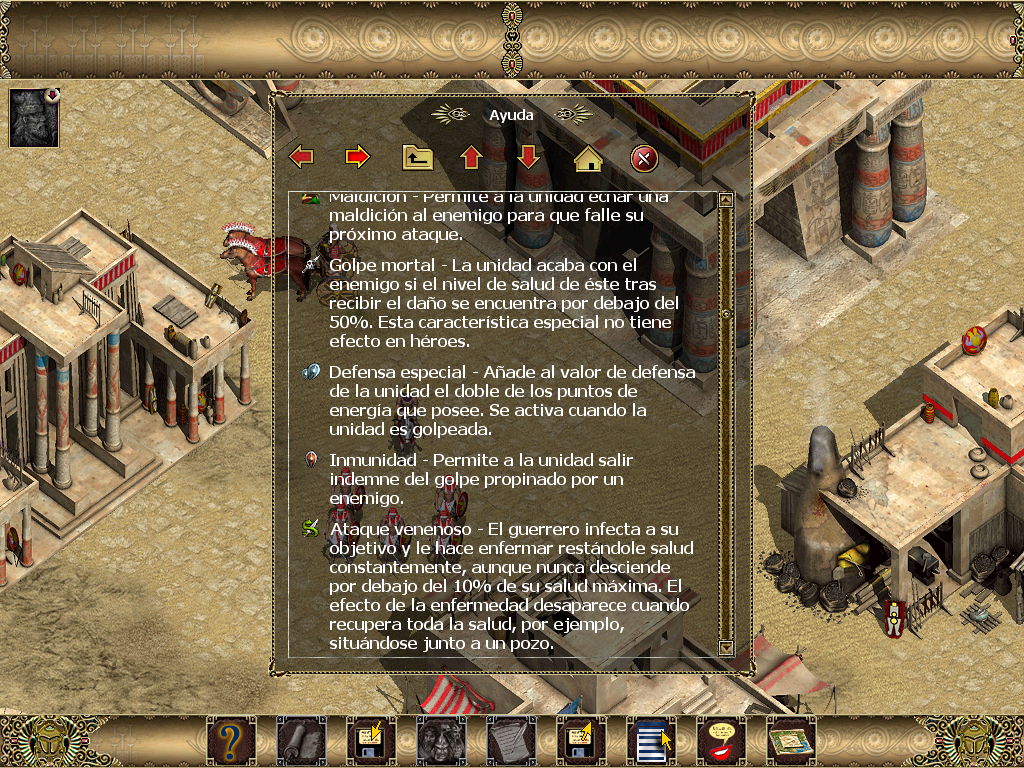 Ayuda
Maldición - Permite a la unidad echar una
maldición al enemigo para que falle su
próximo ataque.
Golpe mortal - La unidad acaba con el
enemigo si el nivel de salud de éste tras
recibir el daño se encuentra por debajo del
50%. Esta característica especial no tiene
efecto en héroes.
Defensa especial - Añade al valor de defensa
de la unidad el doble de los puntos de
energía que posee. Se activa cuando la
unidad es golpeada.
Inmunidad - Permite a la unidad salir
indemne del golpe propinado por un
enemigo.
Ataque venenoso - El guerrero infecta a su
objetivo y le hace enfermar restándole salud
constantemente, aunque nunca desciende
por debajo del 10% de su salud máxima. El
efecto de la enfermedad desaparece cuando
recupera toda la salud, por ejemplo,
situándose junto a un pozo.
?